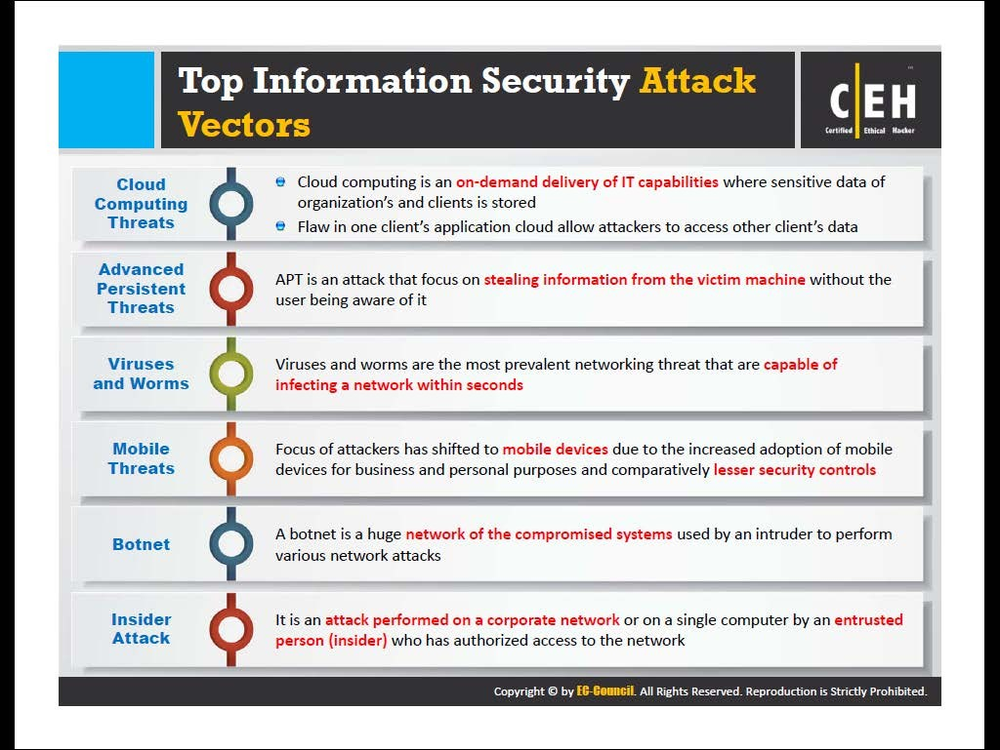 Top Information Security Attack
Vectors
C EH
™
Certified Ethical Hacker
Cloud
Computing
Threats
Cloud computing is an on-demand delivery of IT capabilities where sensitive data of
organization's and clients is stored
Flaw in one client's application cloud allow attackers to access other client's data
Advanced
Persistent
Threats
APT is an attack that focus on stealing information from the victim machine without the
user being aware of it
Viruses
and Worms
Viruses and worms are the most prevalent networking threat that are capable of
infecting a network within seconds
Mobile
Threats
Focus of attackers has shifted to mobile devices due to the increased adoption of mobile
devices for business and personal purposes and comparatively lesser security controls
Botnet
A botnet is a huge network of the compromised systems used by an intruder to perform
various network attacks
Insider
Attack
It is an attack performed on a corporate network or on a single computer by an entrusted
person (insider) who has authorized access to the network
Copyright © by EC-Council. All Rights Reserved. Reproduction is Strictly Prohibited.